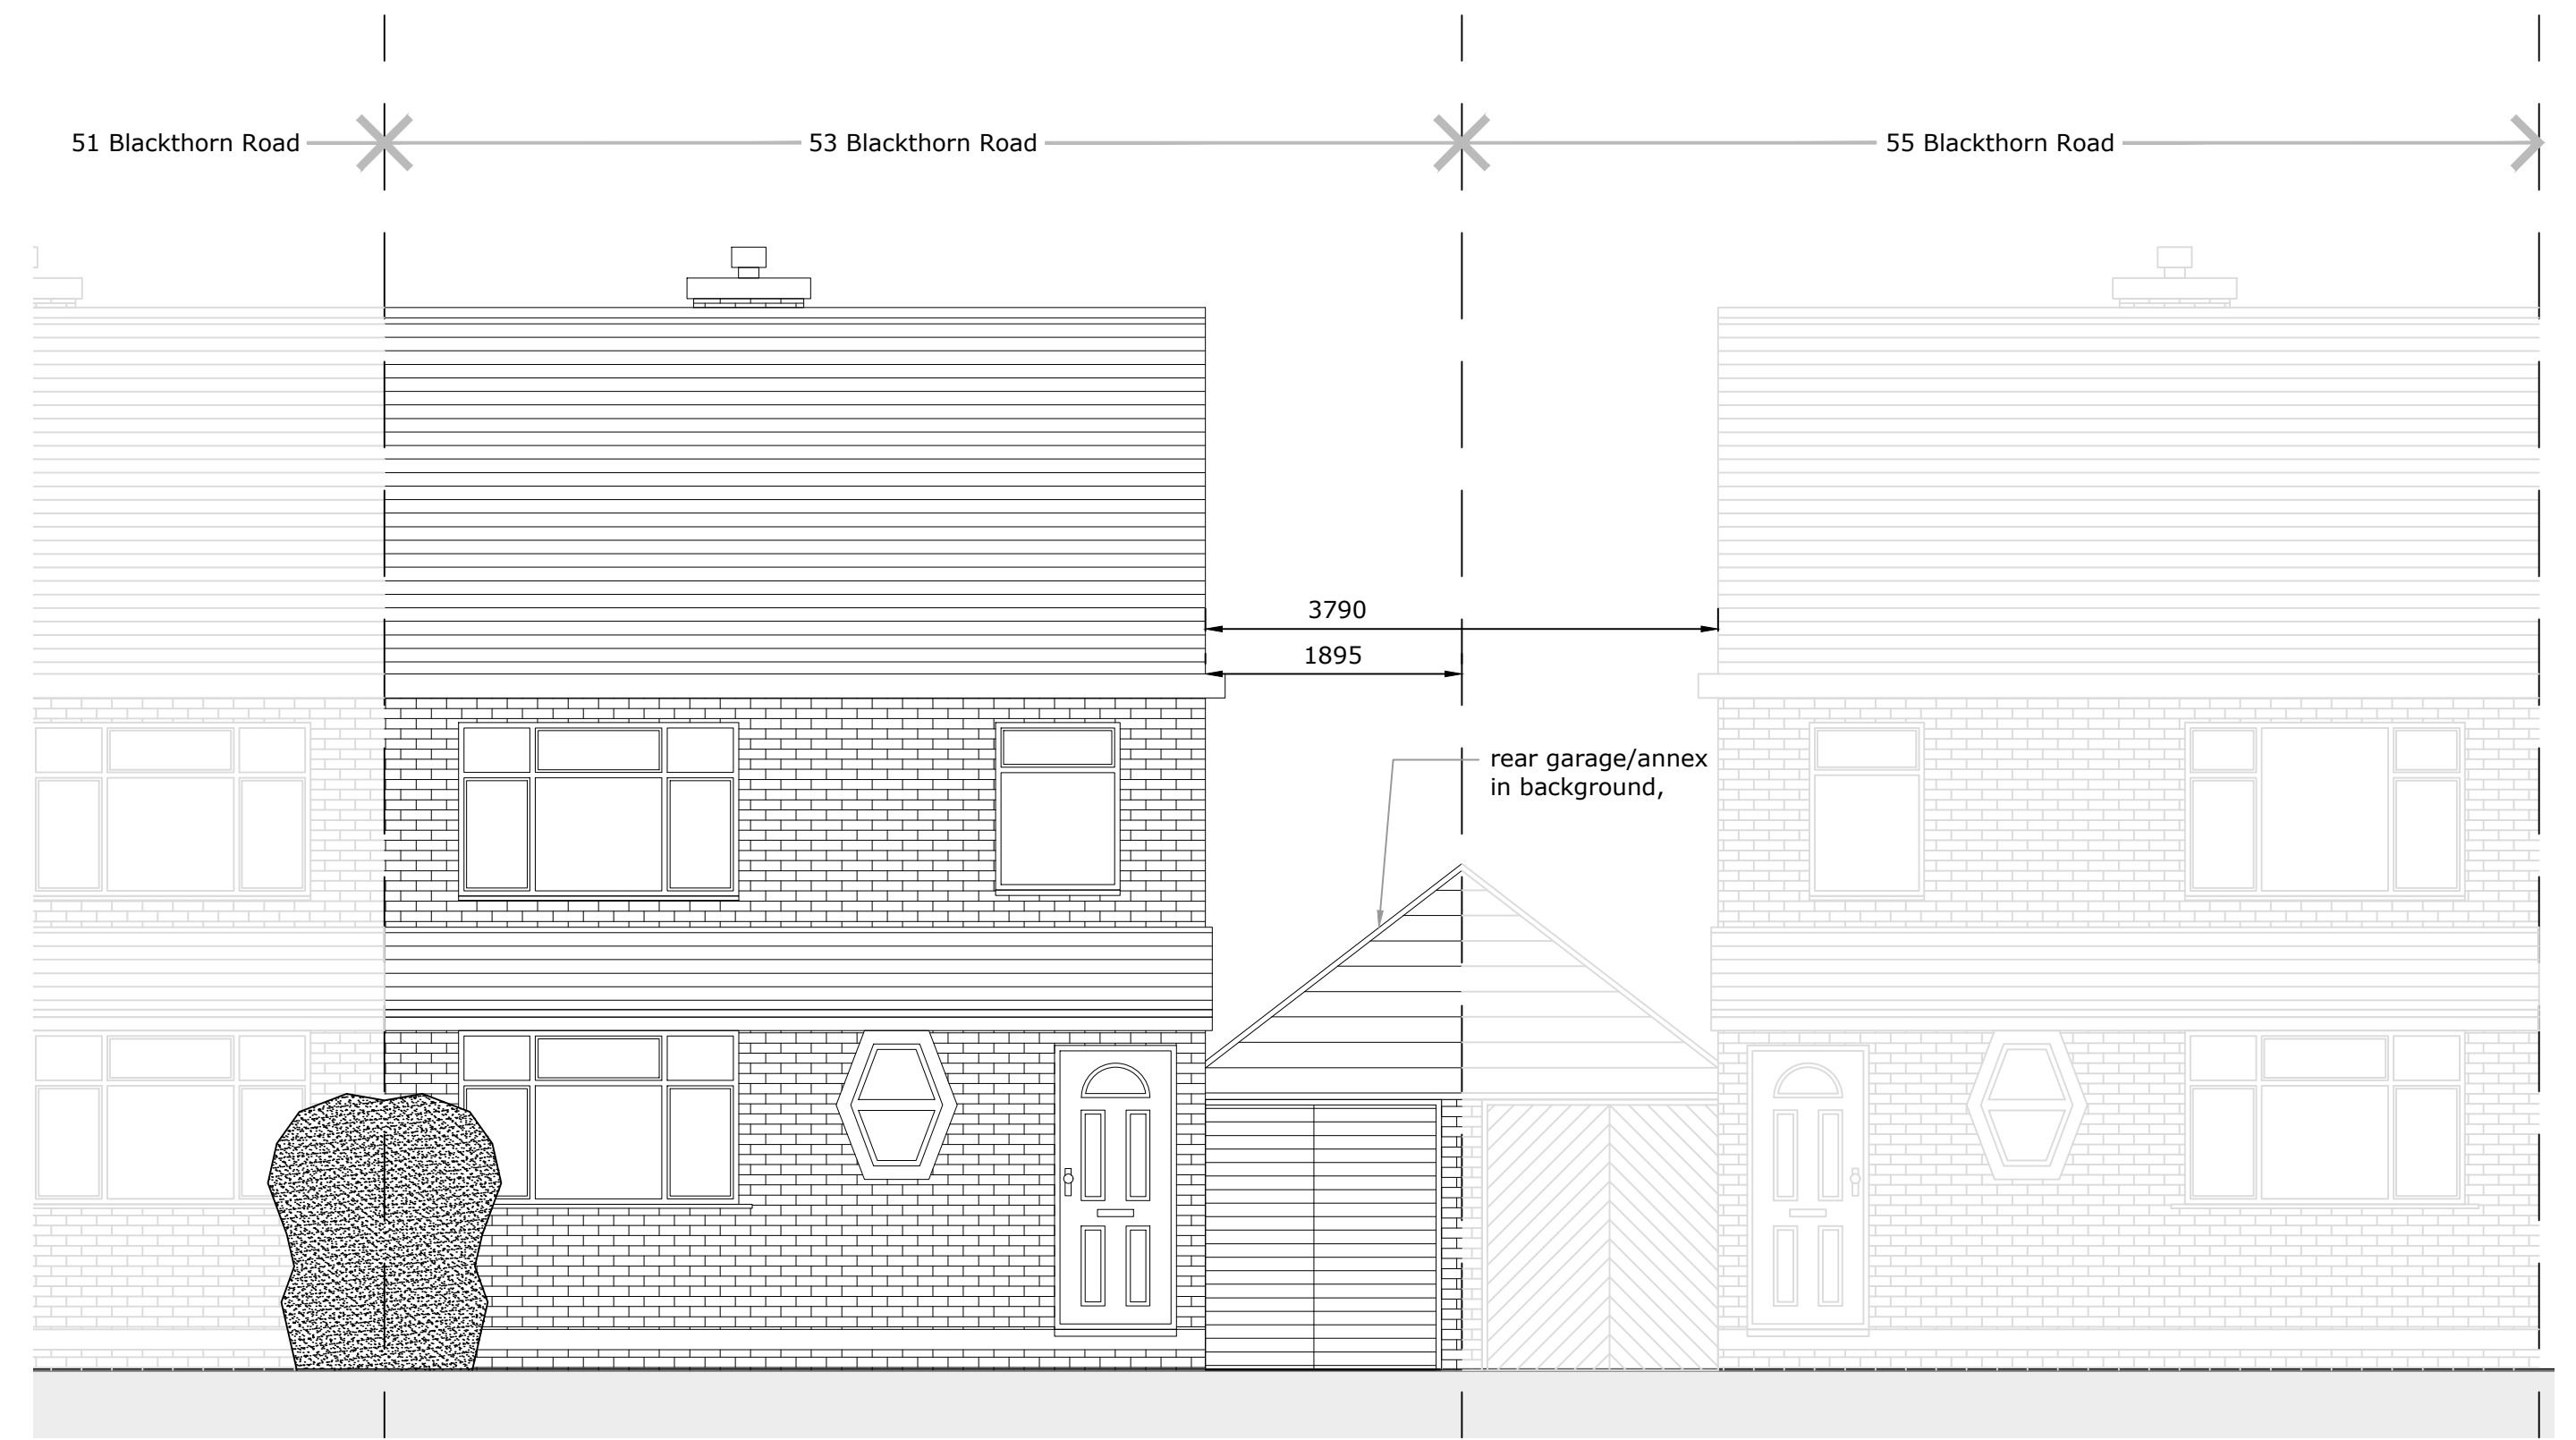 51 Blackthorn Road
53 Blackthorn Road
55 Blackthorn Road
3790
1895
rear garage/annex
in background,